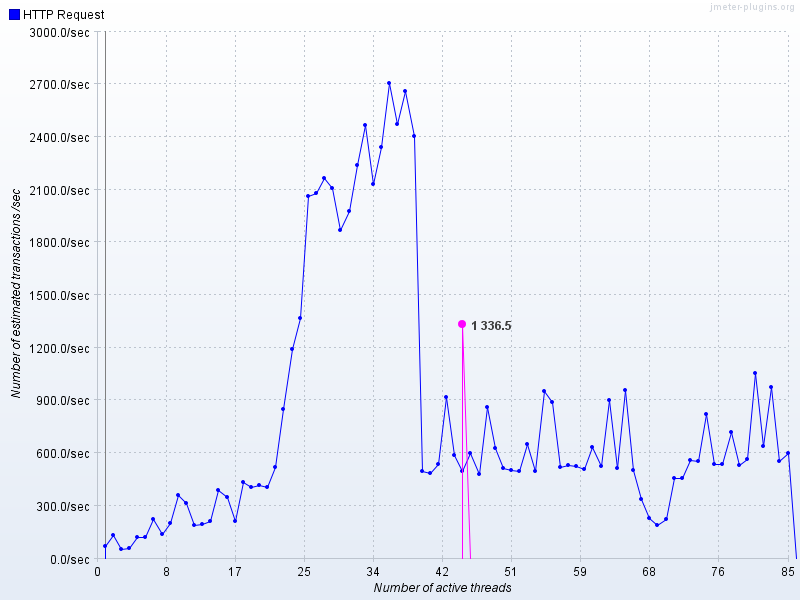 jmeter-plugins.org
HTTP Request
3000.0/sec
2700.0/sec
2400.0/sec
2100.0/sec
1800.0/sec
1500.0/sec
1200.0/sec
900.0/sec
600.0/sec
300.0/sec
0.0/sec
Number of estimated transactions /sec
1 336.5
0 8 17 25 34 42 51 59 68 76 85
Number of active threads